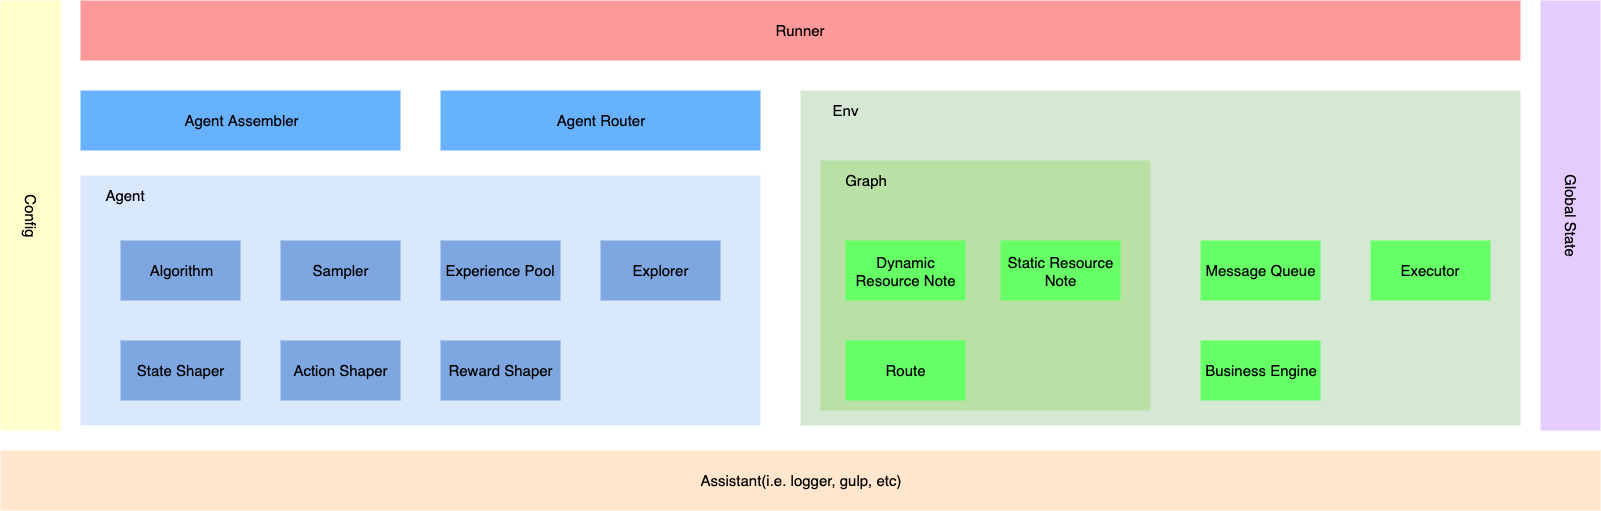 Runner
Config
Agent Assembler
Agent Router
Agent
Algorithm
Sampler
Experience Pool
Explorer
State Shaper
Action Shaper
Reward Shaper
Env
Graph
Dynamic
Resource Note
Static Resource
Note
Route
Message Queue
Executor
Business Engine
Global State
Assistant(i.e. logger, gulp, etc)